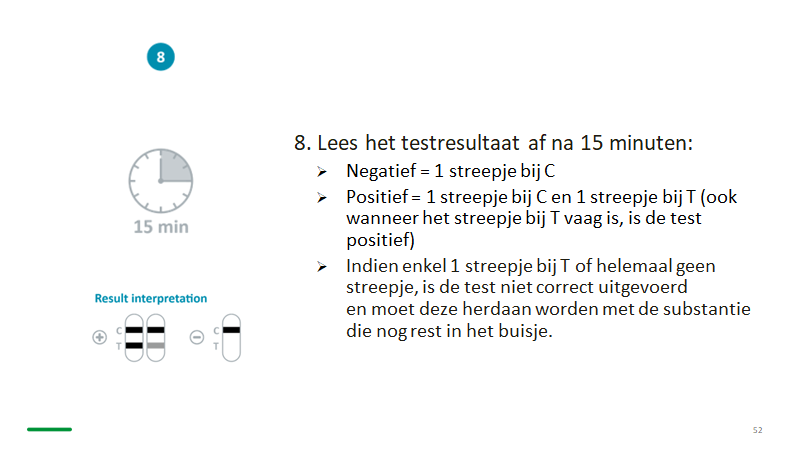 8
8. Lees het testresultaat af na 15 minuten:
➢ Negatief = 1 streepje bij C
➢ Positief = 1 streepje bij C en 1 streepje bij T (ook
wanneer het streepje bij T vaag is, is de test
positief)
➢ Indien enkel 1 streepje bij T of helemaal geen
streepje, is de test niet correct uitgevoerd
en moet deze herdaan worden met de substantie
die nog rest in het buisje.
15 min
Result interpretation
+ C
T
− C
T
52